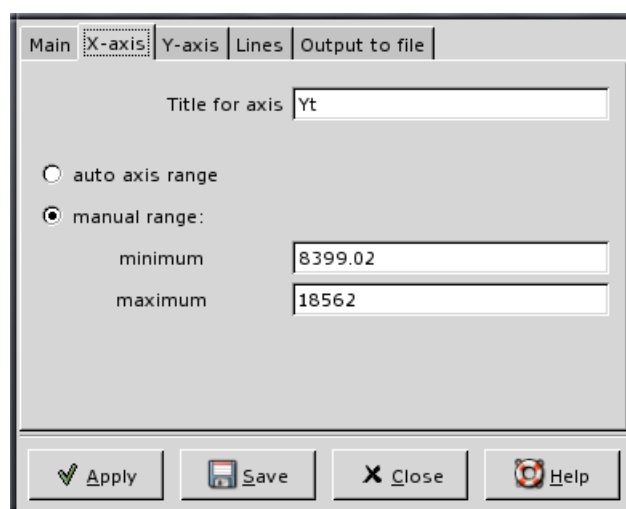 Main X-axis Y-axis Lines Output to file
Title for axis Yt
auto axis range
manual range:
minimum 8399.02
maximum 18562
Apply Save Close Help